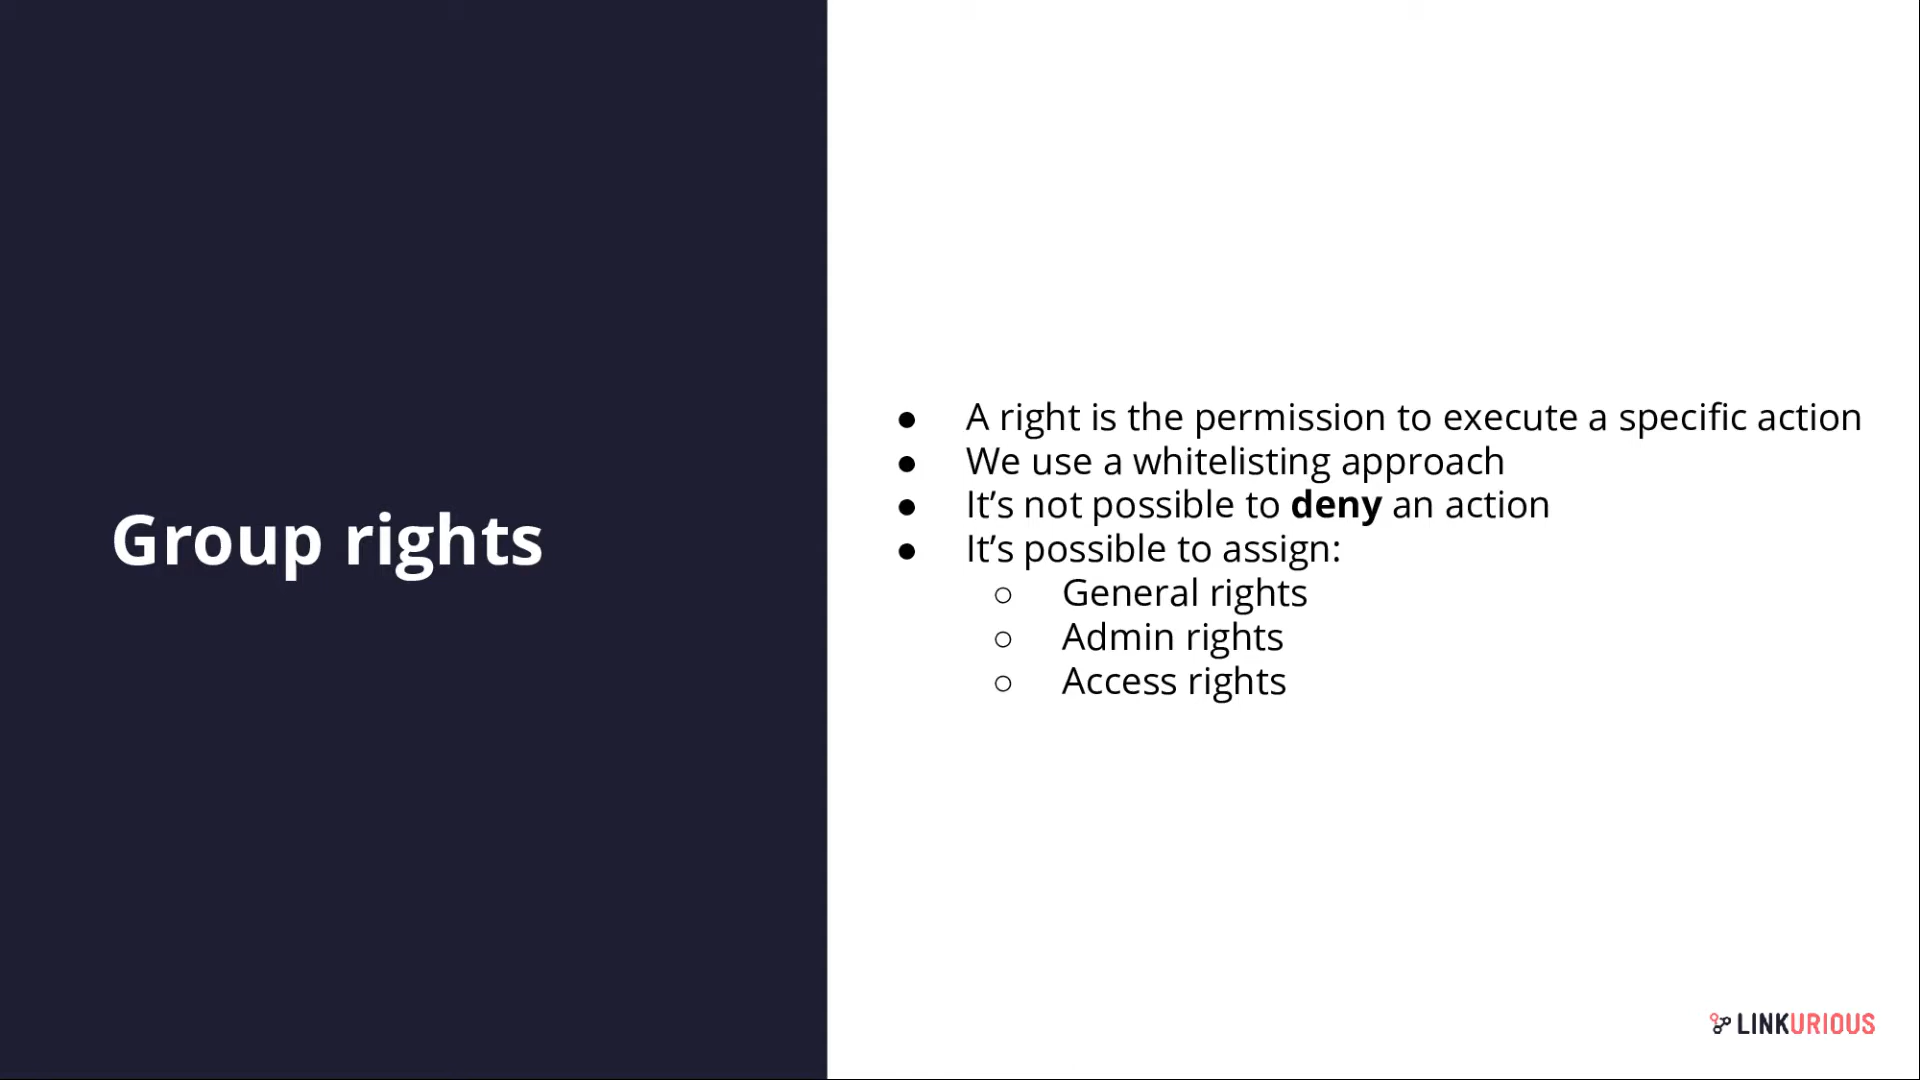 Group rights
● A right is the permission to execute a specific action
● We use a whitelisting approach
● It’s not possible to deny an action
● It’s possible to assign:
○ General rights
○ Admin rights
○ Access rights
LINKURIOUS